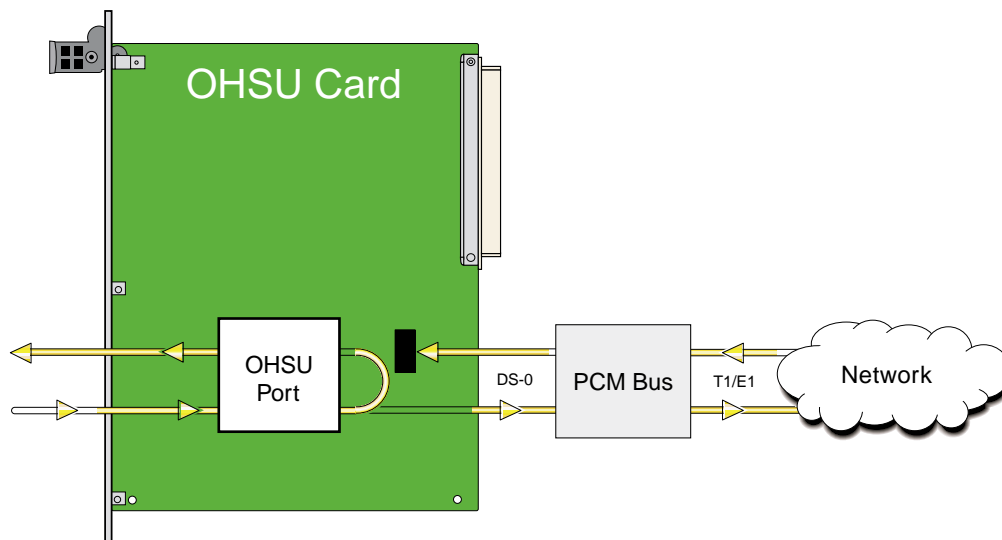 OHSU Card
OHSU
Port
DS-0
PCM Bus
T1/E1
Network